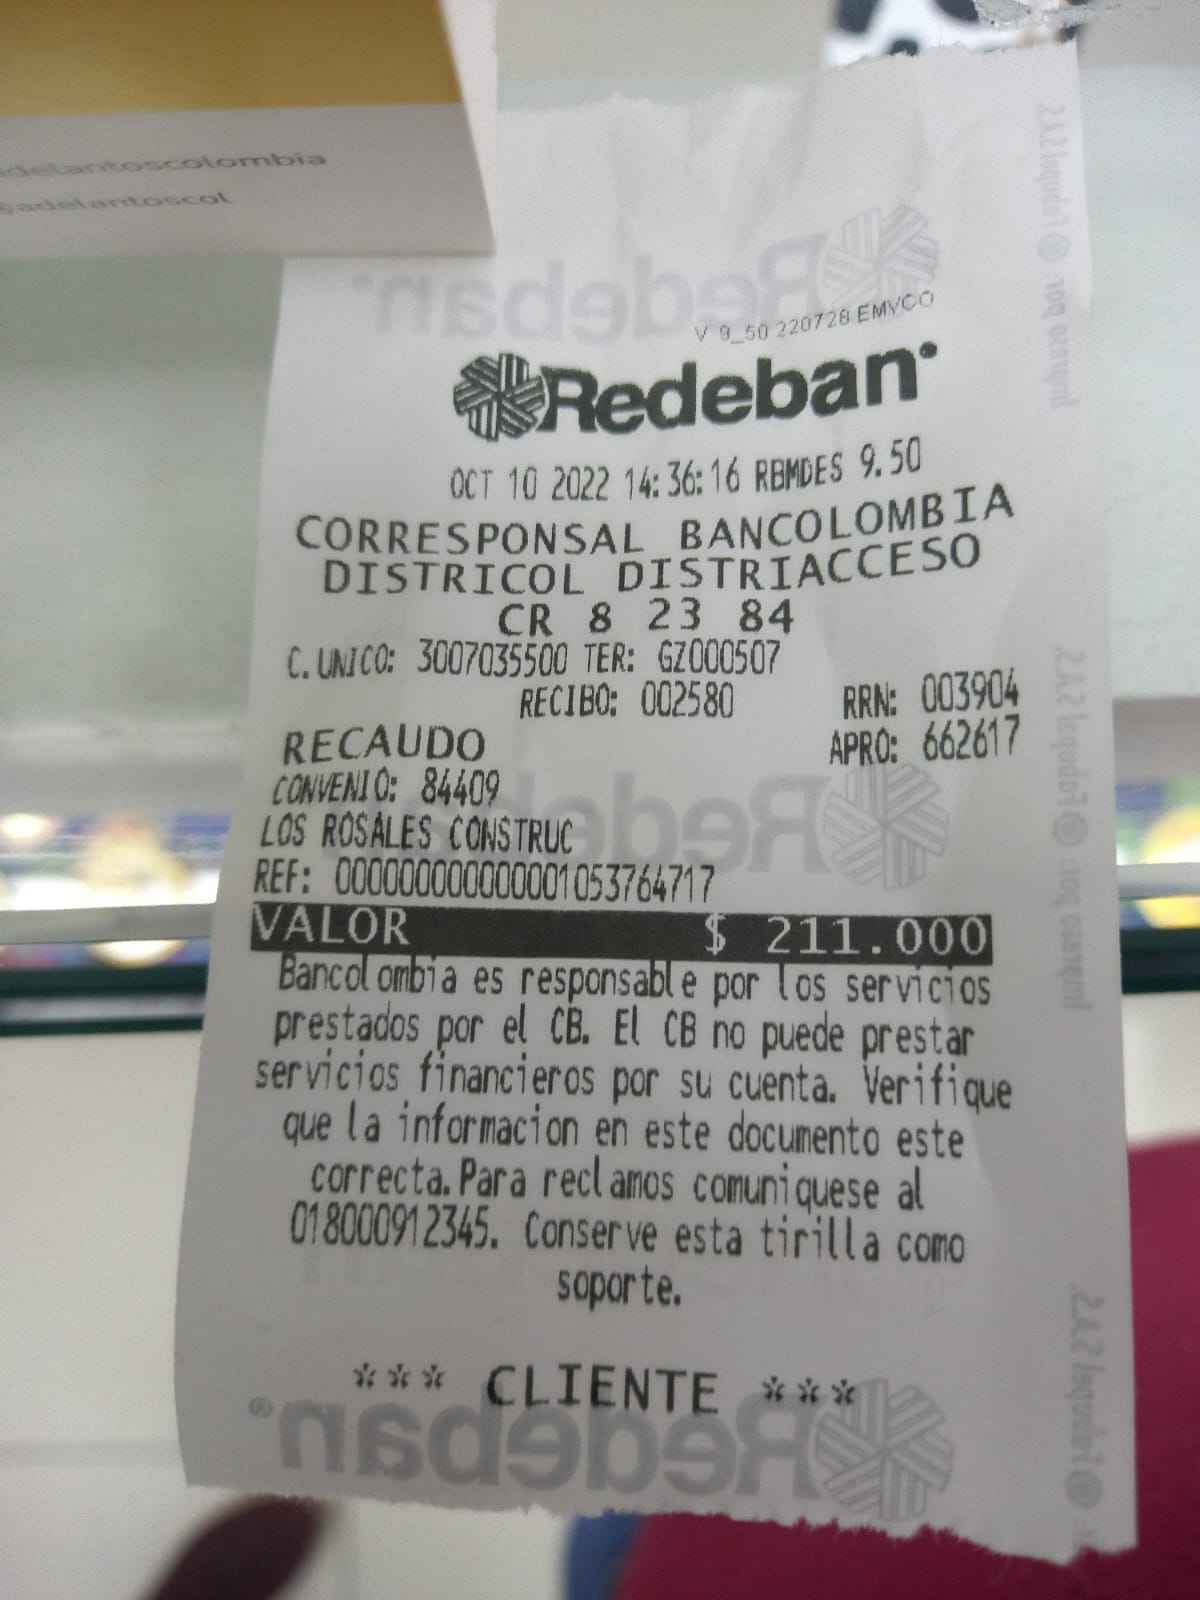 adelantoscolombia
adelantoscol
V 9_50 220728 EMVCO
Redeban
OCT 10 2022 14:36:16 RBMDES 9.50
CORRESPONSAL BANCOLOMBIA
DISTRICOL DISTRIACCESO
CR 8 23 84
C. UNICO: 3007035500 TER: GZ000507
RECIBO: 002580 RRN: 003904
RECAUDO APRO: 662617
CONVENIO: 84409
LOS ROSALES CONSTRUC
REF: 000000000000001053764717
VALOR $ 211.000
Bancolombia es responsable por los servicios
prestados por el CB. El CB no puede prestar
servicios financieros por su cuenta. Verifique
que la informacion en este documento este
correcta. Para reclamos comuniquese al
018000912345. Conserve esta tirilla como
soporte.
*** CLIENTE ***
Redeban